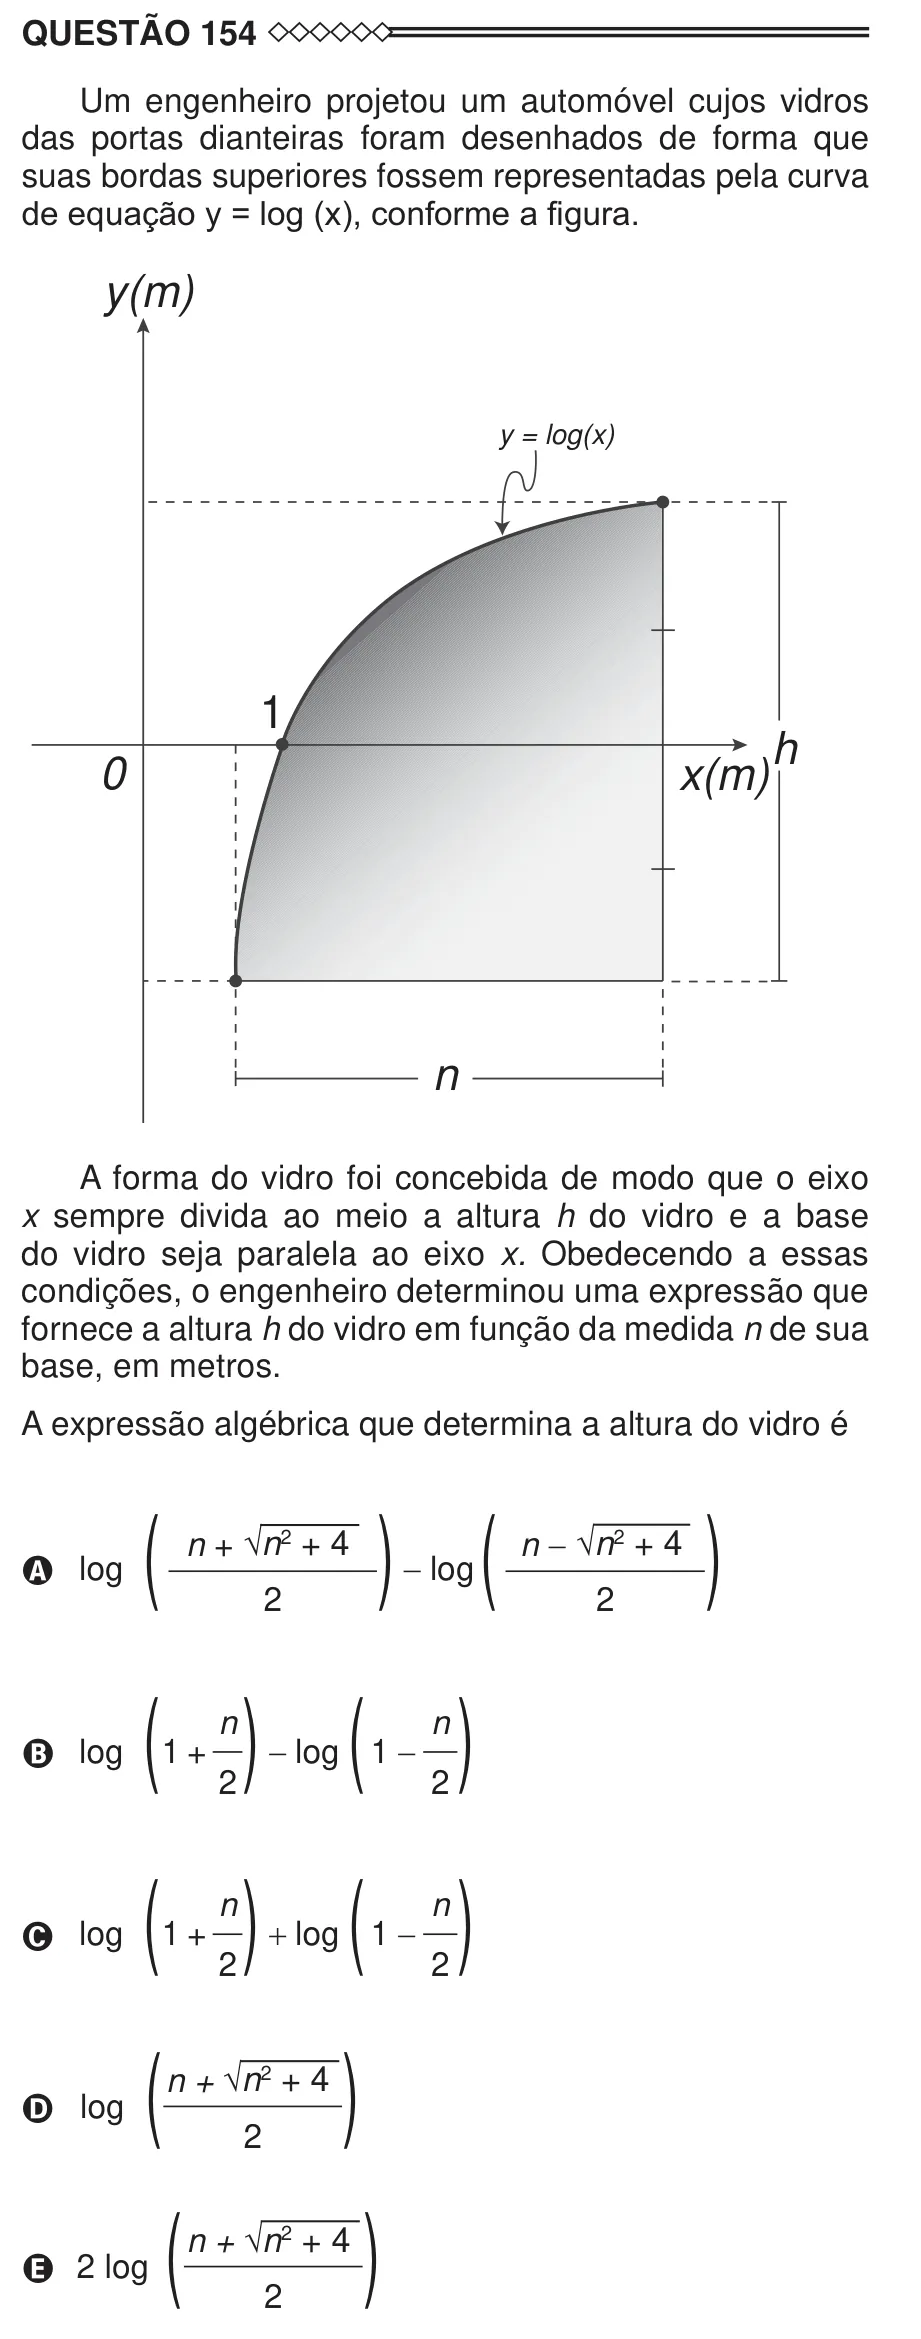 QUESTÃO 154
Um engenheiro projetou um automóvel cujos vidros
das portas dianteiras foram desenhados de forma que
suas bordas superiores fossem representadas pela curva
de equação y = log (x), conforme a figura.
y(m)
y = log(x)
1
0
x(m)
h
n
A forma do vidro foi concebida de modo que o eixo
x sempre divida ao meio a altura h do vidro e a base
do vidro seja paralela ao eixo x. Obedecendo a essas
condições, o engenheiro determinou uma expressão que
fornece a altura h do vidro em função da medida n de sua
base, em metros.
A expressão algébrica que determina a altura do vidro é
A log ( (n + √(n² + 4)) / 2 ) – log ( (n – √(n² + 4)) / 2 )
B log ( 1 + n/2 ) – log ( 1 – n/2 )
C log ( 1 + n/2 ) + log ( 1 – n/2 )
D log ( (n + √(n² + 4)) / 2 )
E 2 log ( (n + √(n² + 4)) / 2 )